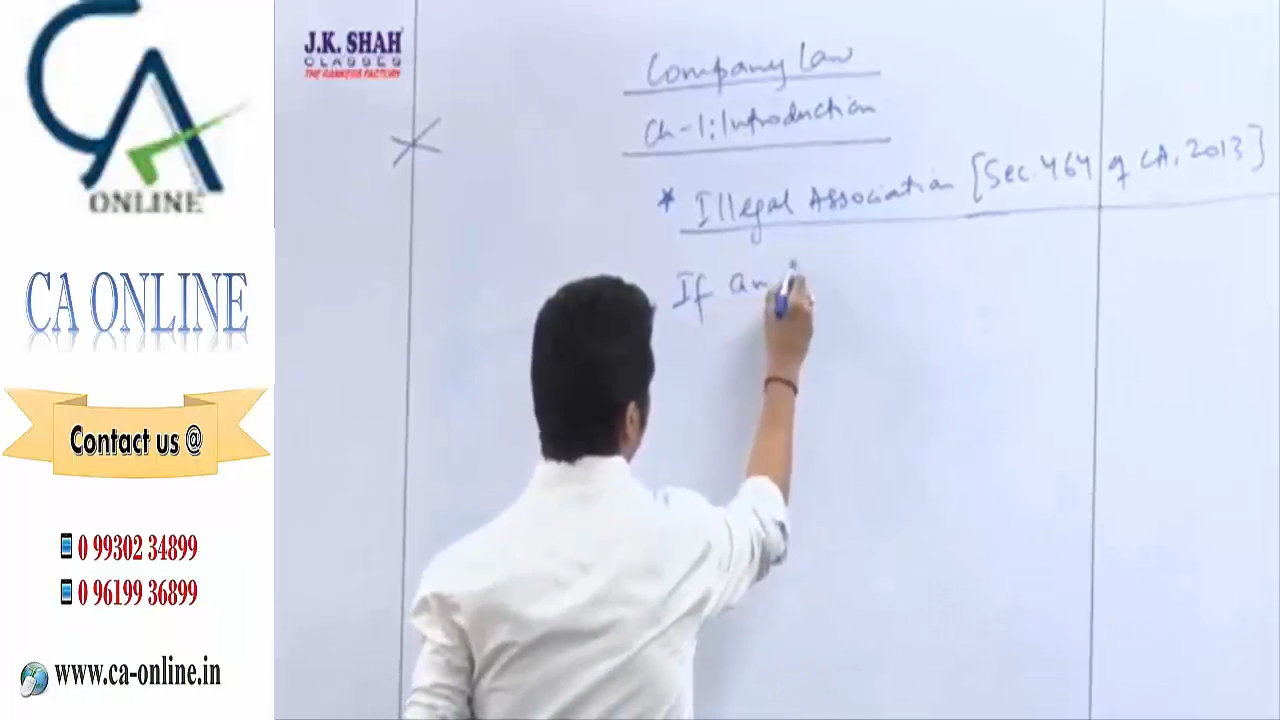 CA
ONLINE
CA ONLINE
Contact us @
0 99302 34899
0 96199 36899
www.ca-online.in
J.K. SHAH
CLASSES
THE RANKERS FACTORY
Company Law
Ch-1: Introduction
* Illegal Association [Sec. 464 of CA, 2013]
If an